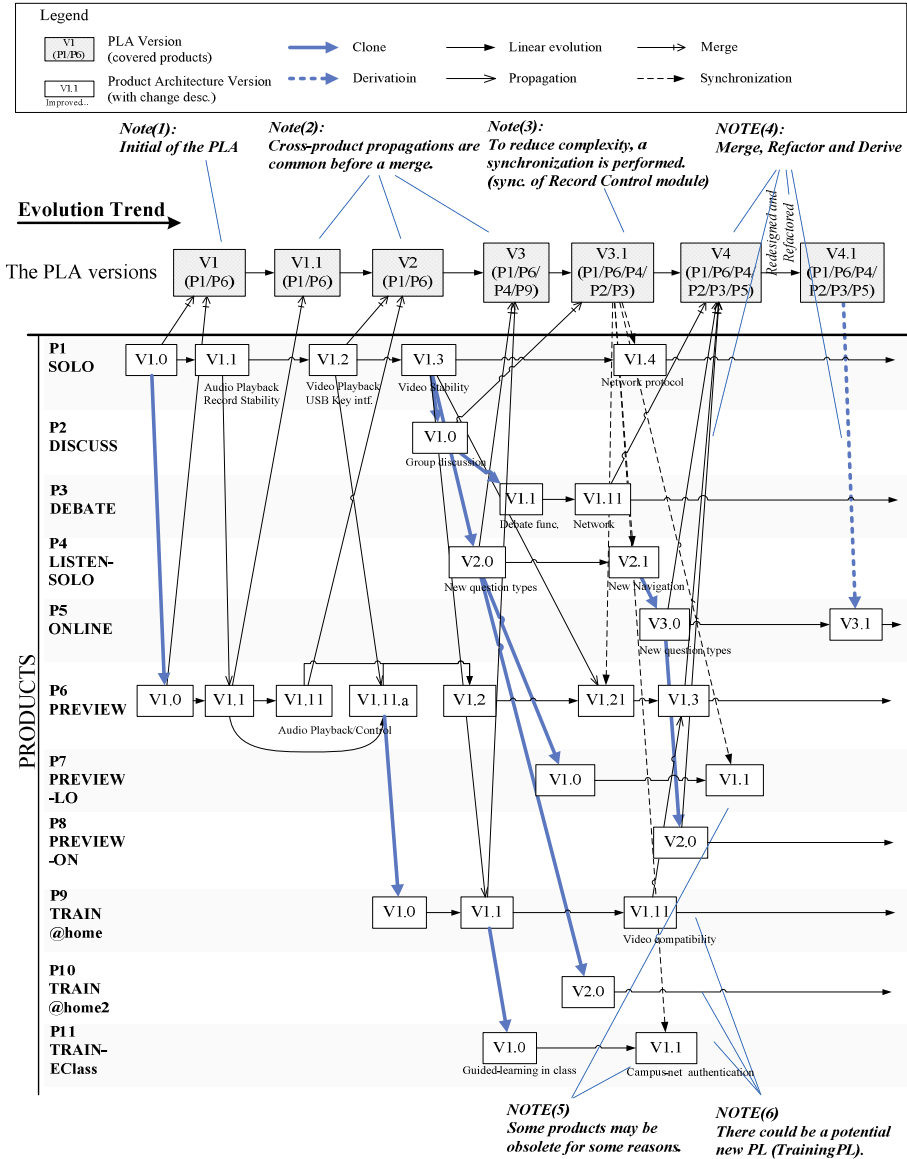 Legend
V1
(P1/P6)
PLA Version
(covered products)
V1.1
Improved...
Product Architecture Version
(with change desc.)
Clone
Derivatioin
Linear evolution
Propagation
Merge
Synchronization
Note(1):
Initial of the PLA
Note(2):
Cross-product propagations are
common before a merge.
Note(3):
To reduce complexity, a
synchronization is performed.
(sync. of Record Control module)
NOTE(4):
Merge, Refactor and Derive
Redesigned and
Refactored
Evolution Trend
The PLA versions
V1
(P1/P6)
V1.1
(P1/P6)
V2
(P1/P6)
V3
(P1/P6/
P4/P9)
V3.1
(P1/P6/P4/
P2/P3)
V4
(P1/P6/P4
P2/P3/P5)
V4.1
(P1/P6/P4/
P2/P3/P5)
PRODUCTS
P1
SOLO
V1.0
V1.1
Audio Playback
Record Stability
V1.2
Video Playback
USB Key intf.
V1.3
Video Stability
V1.4
Network protocol
P2
DISCUSS
V1.0
Group discussion
P3
DEBATE
V1.1
Debate func.
V1.11
Network
P4
LISTEN-
SOLO
V2.0
New question types
V2.1
New Navigation
P5
ONLINE
V3.0
New question types
V3.1
P6
PREVIEW
V1.0
V1.1
V1.11
V1.11.a
Audio Playback/Control
V1.2
V1.21
V1.3
P7
PREVIEW
-LO
V1.0
V1.1
P8
PREVIEW
-ON
V2.0
P9
TRAIN
@home
V1.0
V1.1
V1.11
Video compatibility
P10
TRAIN
@home2
V2.0
P11
TRAIN-
EClass
V1.0
Guided-learning in class
V1.1
Campus-net authentication
NOTE(5)
Some products may be
obsolete for some reasons.
NOTE(6)
There could be a potential
new PL (TrainingPL).